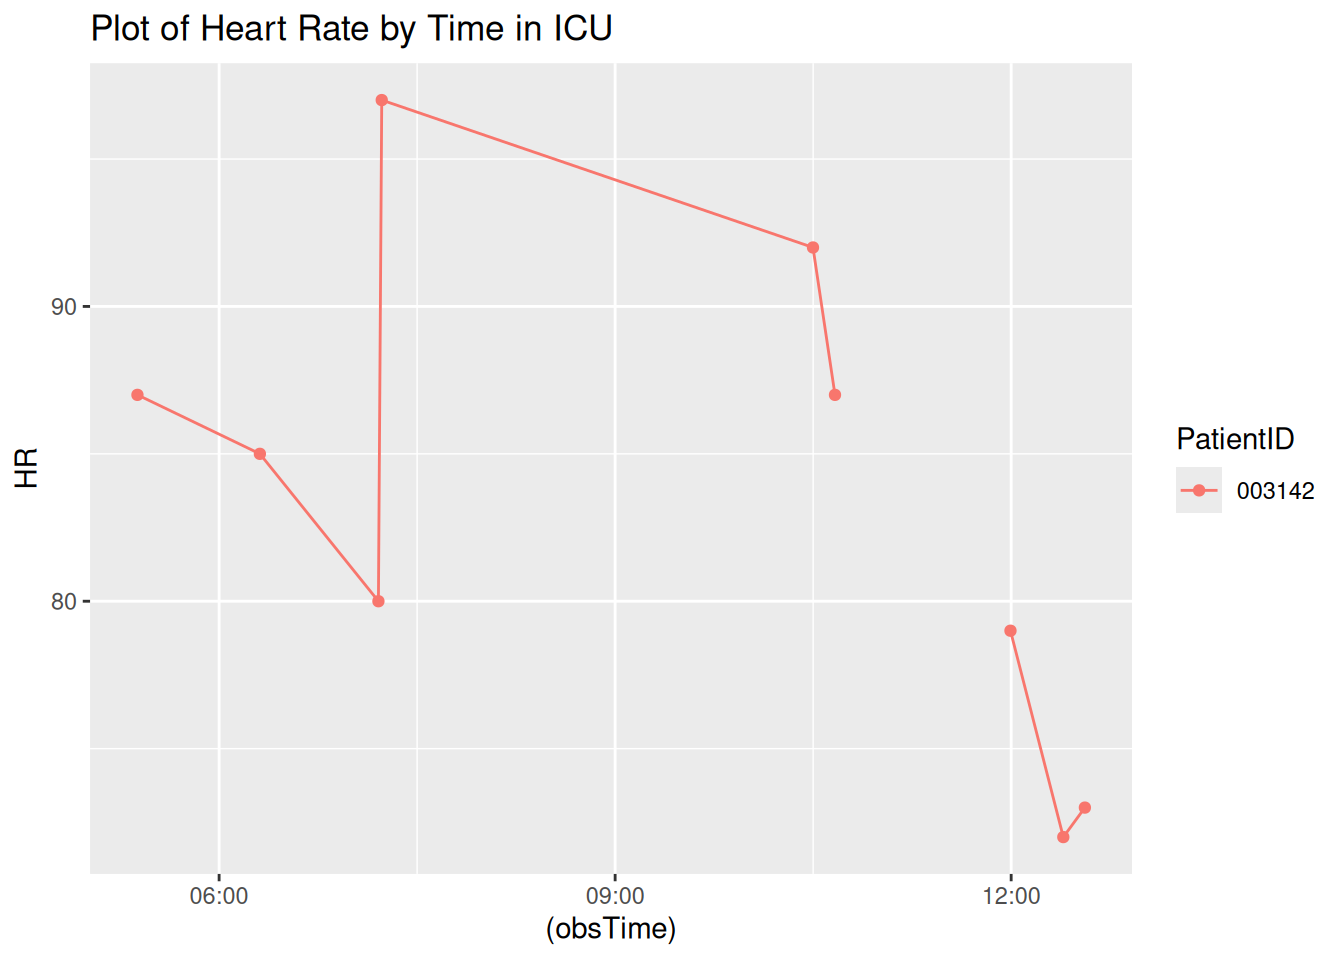 Plot of Heart Rate by Time in ICU
90
80
HR
06:00
09:00
12:00
(obsTime)
PatientID
003142